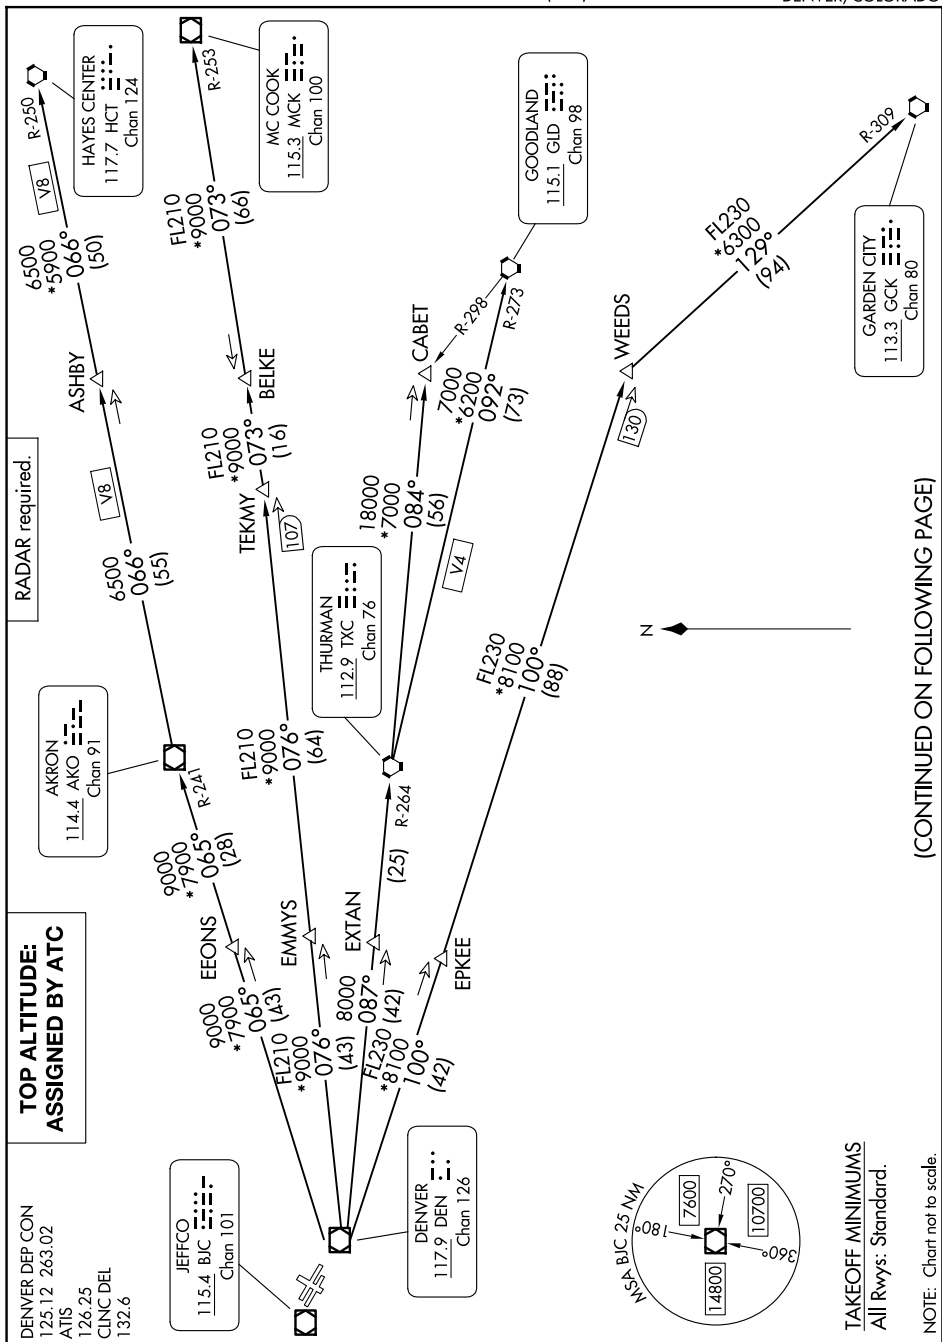 DENVER, COLORADO
DENVER DEP CON
125.12 263.02
ATIS
126.25
CLNC DEL
132.6
TOP ALTITUDE:
ASSIGNED BY ATC
RADAR required.
JEFFCO
115.4 BJC
Chan 101
DENVER
117.9 DEN
Chan 126
AKRON
114.4 AKO
Chan 91
THURMAN
112.9 TXC
Chan 76
HAYES CENTER
117.7 HCT
Chan 124
MC COOK
115.3 MCK
Chan 100
GOODLAND
115.1 GLD
Chan 98
GARDEN CITY
113.3 GCK
Chan 80
9000
*7900
065°
(43)
EEONS
9000
*7900
065°
(28)
R-241
6500
066°
(55)
V8
ASHBY
6500
*5900
066°
(50)
V8
R-250
FL210
*9000
076°
(43)
EMMYS
FL210
*9000
076°
(64)
TEKMY
107
FL210
*9000
073°
(16)
BELKE
FL210
*9000
073°
(66)
R-253
8000
087°
(42)
EXTAN
(25)
R-264
18000
*7000
084°
(56)
CABET
R-298
V4
7000
*6200
092°
(73)
R-273
FL230
*8100
100°
(42)
EPKEE
FL230
*8100
100°
(88)
130
WEEDS
FL230
*6300
129°
(94)
R-309
N
MSA BJC 25 NM
180°
7600
270°
10700
360°
14800
TAKEOFF MINIMUMS
All Rwys: Standard.
NOTE: Chart not to scale.
(CONTINUED ON FOLLOWING PAGE)